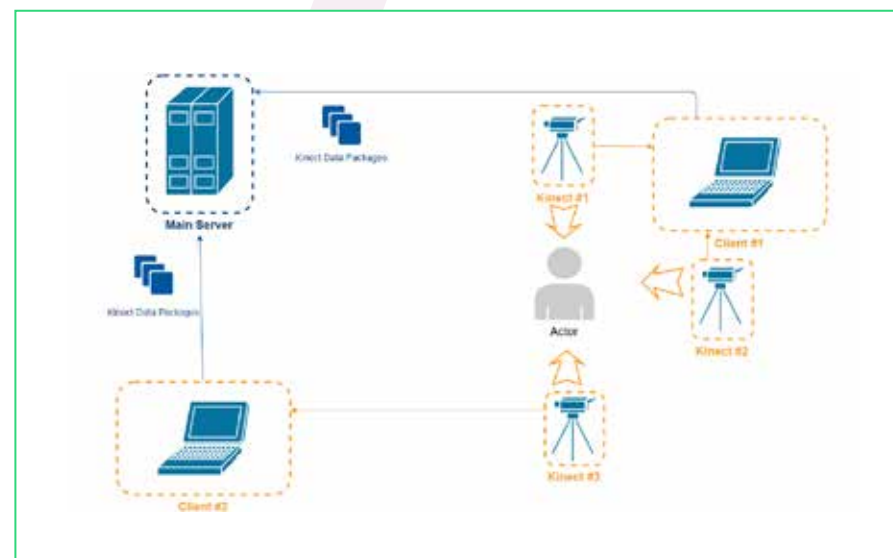 Kinect Data Packages
Kinect #1
Main Server
Client #1
Kinect Data Packages
Actor
Kinect #2
Kinect #3
Client #2